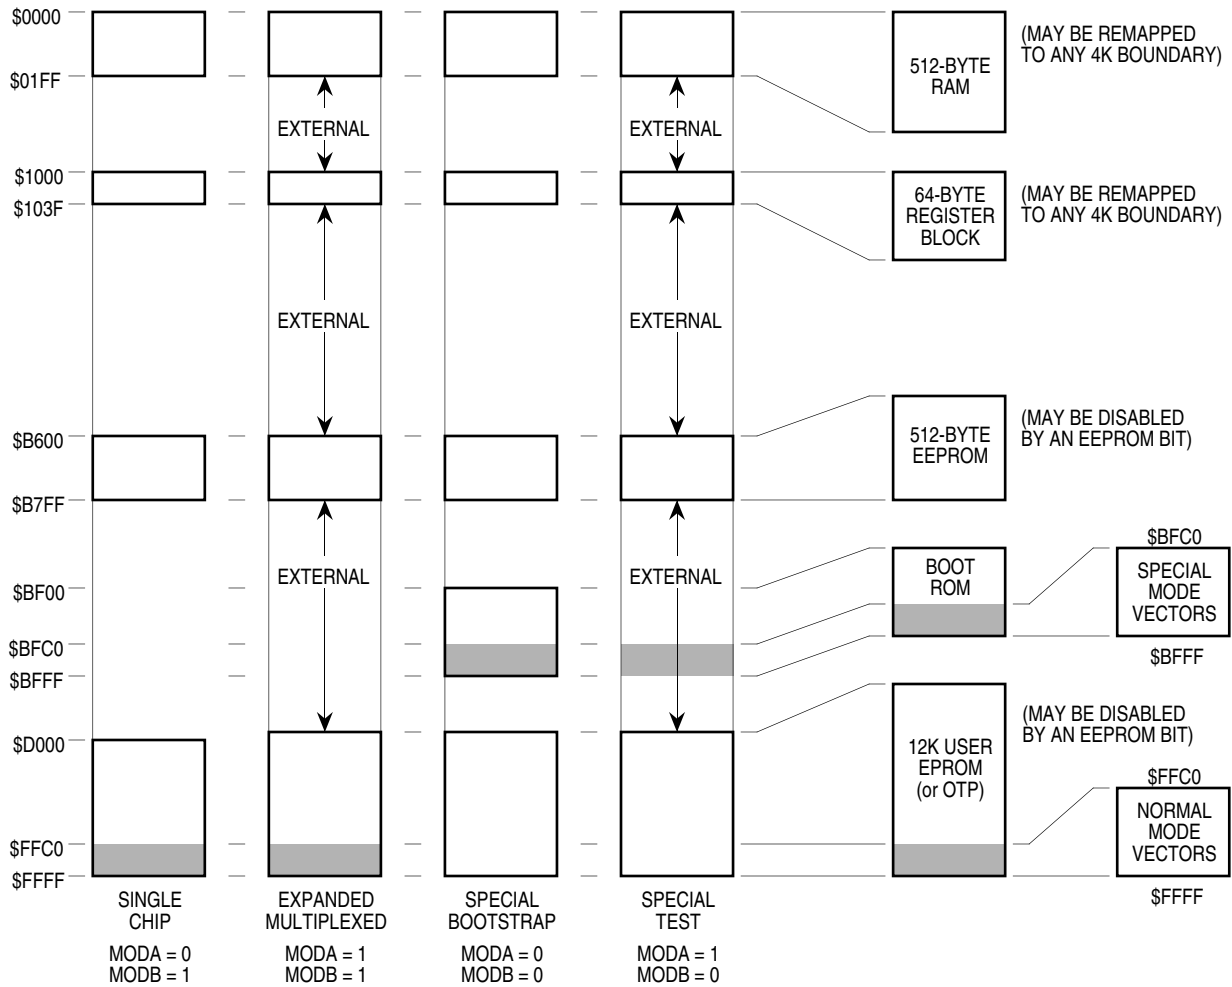 $0000
$01FF
$1000
$103F
$B600
$B7FF
$BF00
$BFC0
$BFFF
$D000
$FFC0
$FFFF
EXTERNAL
EXTERNAL
EXTERNAL
EXTERNAL
EXTERNAL
EXTERNAL
512-BYTE
RAM
(MAY BE REMAPPED
TO ANY 4K BOUNDARY)
64-BYTE
REGISTER
BLOCK
(MAY BE REMAPPED
TO ANY 4K BOUNDARY)
512-BYTE
EEPROM
(MAY BE DISABLED
BY AN EEPROM BIT)
BOOT
ROM
$BFC0
SPECIAL
MODE
VECTORS
$BFFF
12K USER
EPROM
(or OTP)
(MAY BE DISABLED
BY AN EEPROM BIT)
$FFC0
NORMAL
MODE
VECTORS
$FFFF
SINGLE
CHIP
MODA = 0
MODB = 1
EXPANDED
MULTIPLEXED
MODA = 1
MODB = 1
SPECIAL
BOOTSTRAP
MODA = 0
MODB = 0
SPECIAL
TEST
MODA = 1
MODB = 0